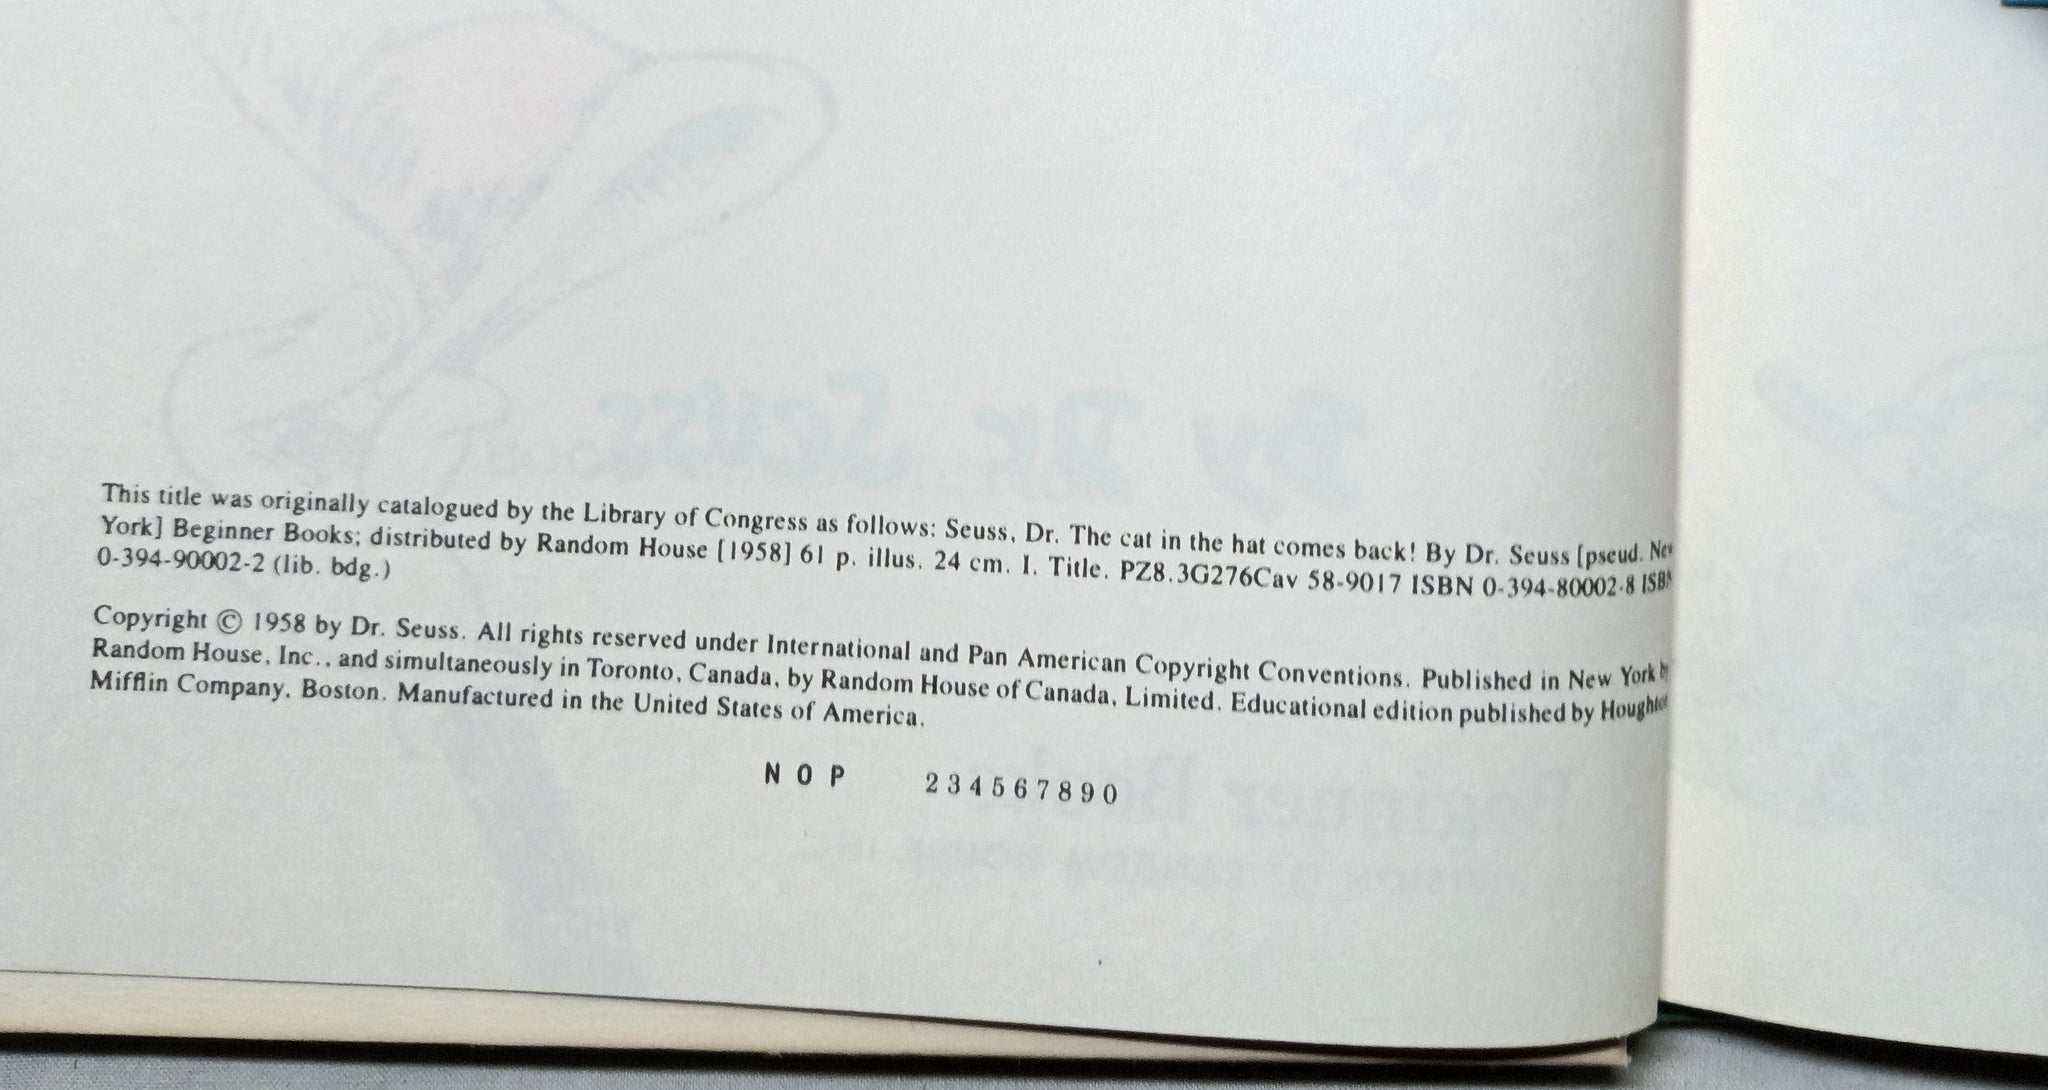 This title was originally catalogued by the Library of Congress as follows: Seuss, Dr. The cat in the hat comes back! By Dr. Seuss [pseud.
York] Beginner Books; distributed by Random House [1958] 61 p. illus. 24 cm. I. Title. PZ8.3G276Cav 58-9017 ISBN 0-394-80002-8 ISBN
0-394-90002-2 (lib. bdg.)
Copyright © 1958 by Dr. Seuss. All rights reserved under International and Pan American Copyright Conventions. Published in New York
Random House, Inc., and simultaneously in Toronto, Canada, by Random House of Canada, Limited. Educational edition published by
Mifflin Company, Boston. Manufactured in the United States of America.
N O P 2 3 4 5 6 7 8 9 0
By Dr. Seuss